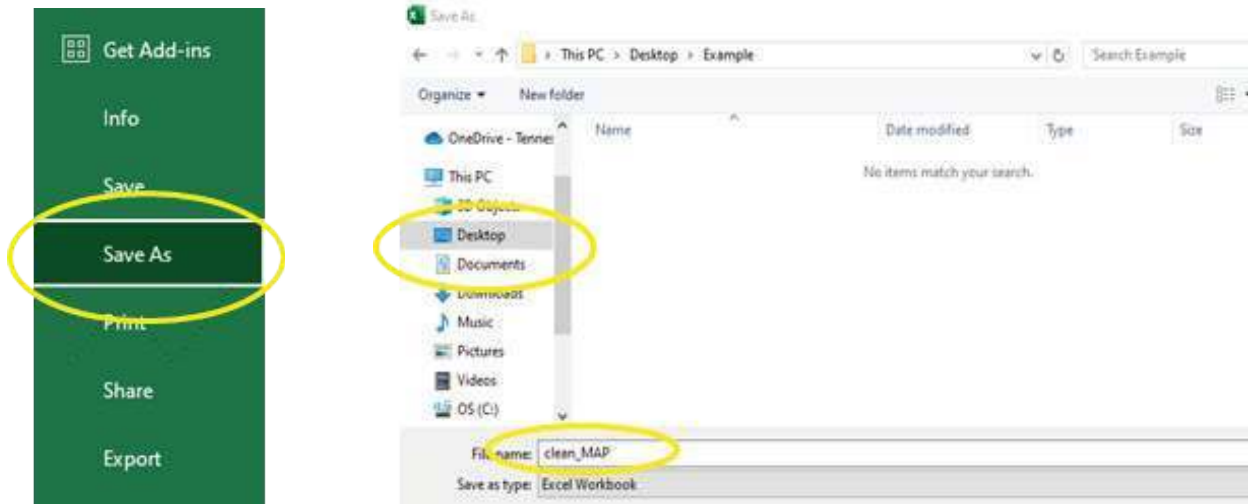 Get Add-ins
Info
Save
Save As
Print
Share
Export
Save As
This PC > Desktop > Example
Search Example
Organize
New folder
Name Date modified Type Size
No items match your search.
OneDrive - Tennes
This PC
3D Objects
Desktop
Documents
Downloads
Music
Pictures
Videos
OS (C:)
File name: clean_MAP
Save as type: Excel Workbook